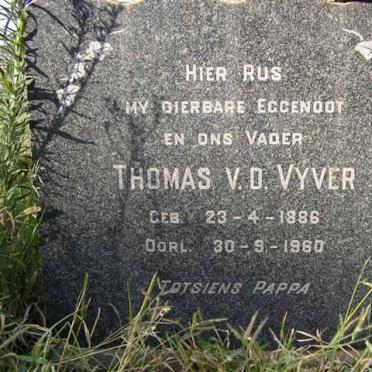 HIER RUS
MY DIERBARE EGGENOOT
EN ONS VADER
THOMAS V.D. VYVER
GEB. 23-4-1886
OORL. 30-9-1960
TOTSIENS PAPPA